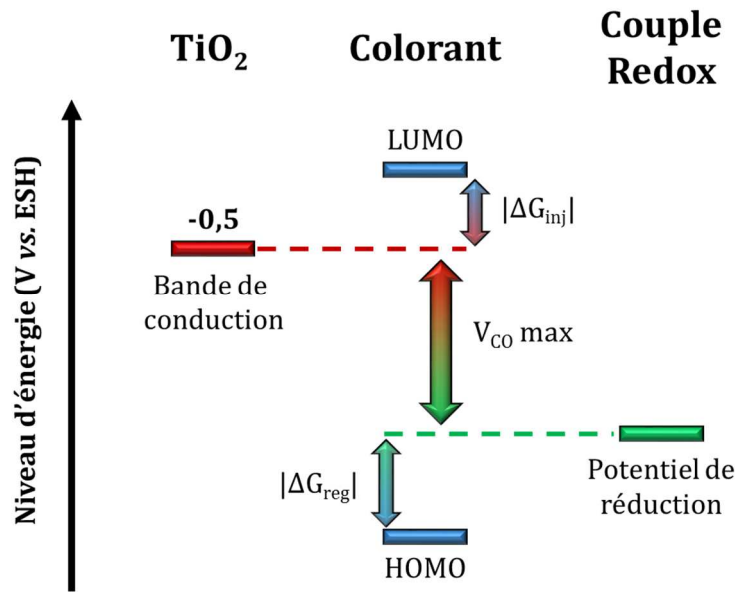 TiO₂
Colorant
Couple
Redox
Niveau d'énergie (V vs. ESH)
LUMO
|ΔGinj|
-0,5
Bande de
conduction
VCO max
|ΔGreg|
Potentiel de
réduction
HOMO